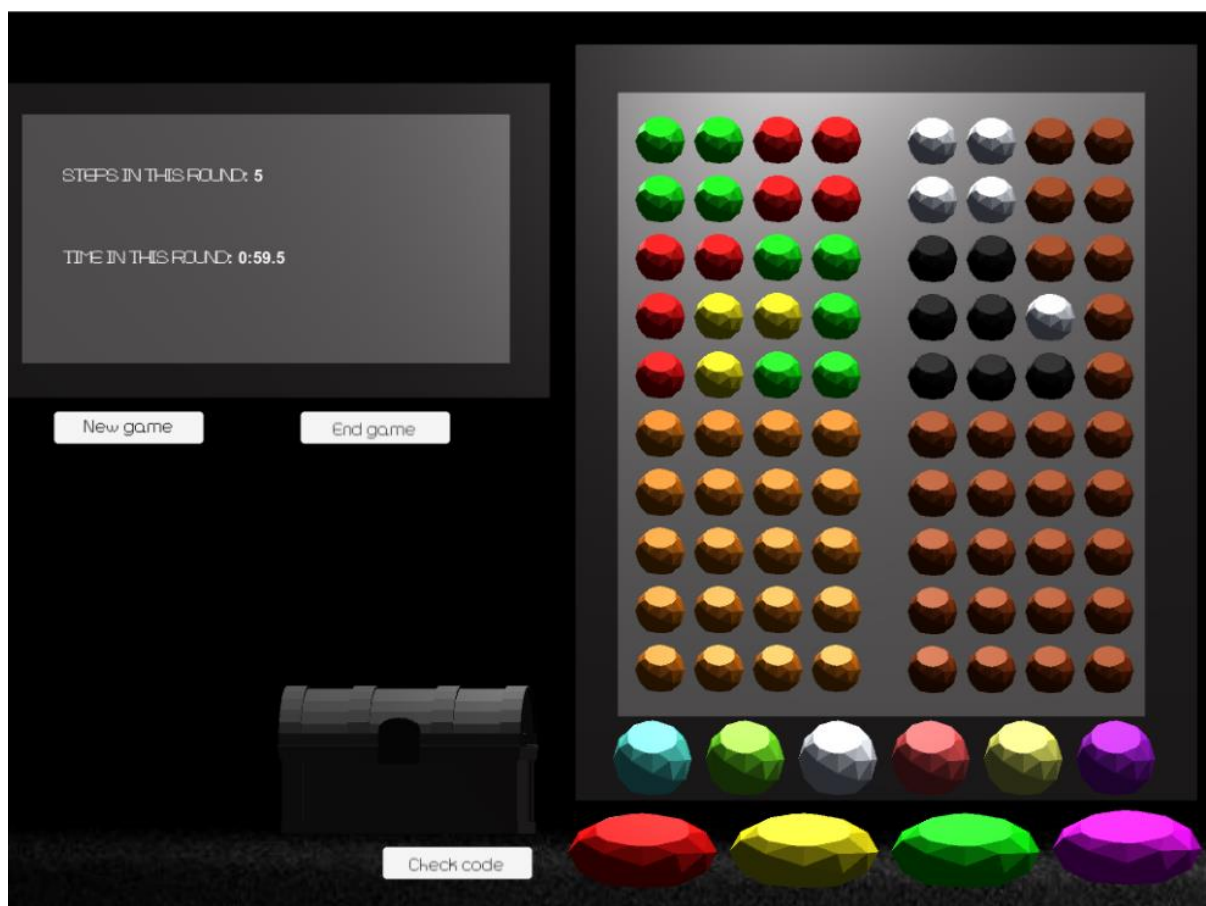 STEPS IN THIS ROUND: 5
TIME IN THIS ROUND: 0:59.5
New game
End game
Check code